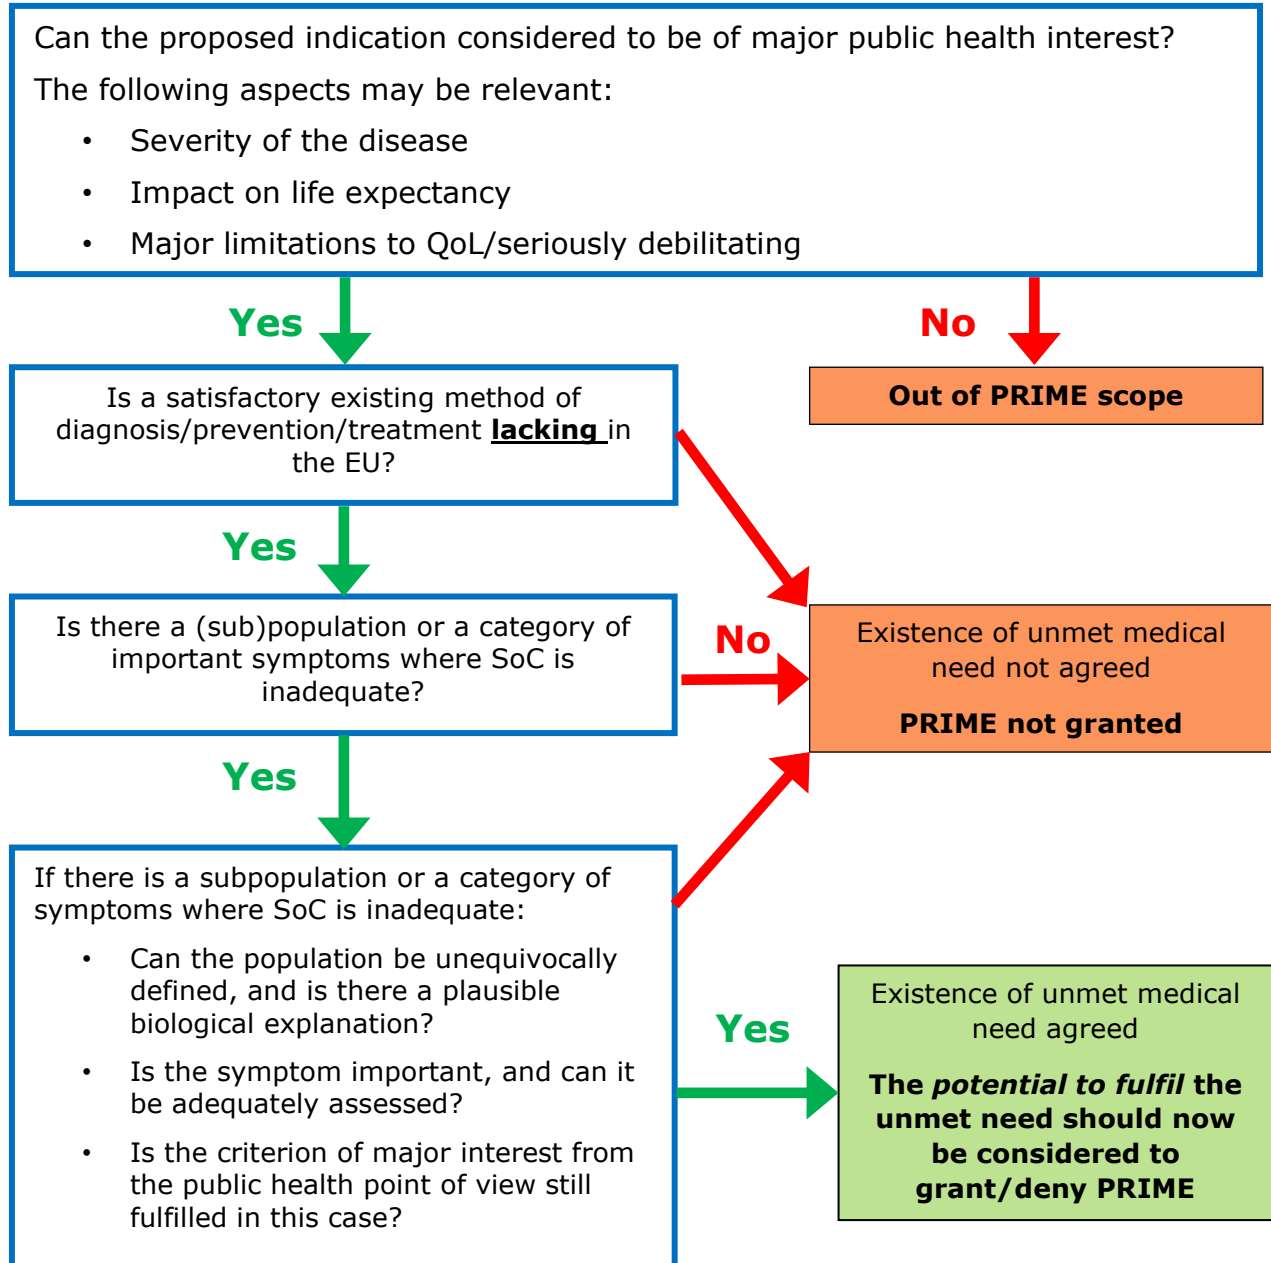 Can the proposed indication considered to be of major public health interest?
The following aspects may be relevant:
• Severity of the disease
• Impact on life expectancy
• Major limitations to QoL/seriously debilitating
Yes
No
Is a satisfactory existing method of
diagnosis/prevention/treatment lacking in
the EU?
Out of PRIME scope
Yes
Is there a (sub)population or a category of
important symptoms where SoC is
inadequate?
No
Existence of unmet medical
need not agreed
PRIME not granted
Yes
If there is a subpopulation or a category of
symptoms where SoC is inadequate:
• Can the population be unequivocally
defined, and is there a plausible
biological explanation?
• Is the symptom important, and can it
be adequately assessed?
• Is the criterion of major interest from
the public health point of view still
fulfilled in this case?
Yes
Existence of unmet medical
need agreed
The potential to fulfil the
unmet need should now
be considered to
grant/deny PRIME